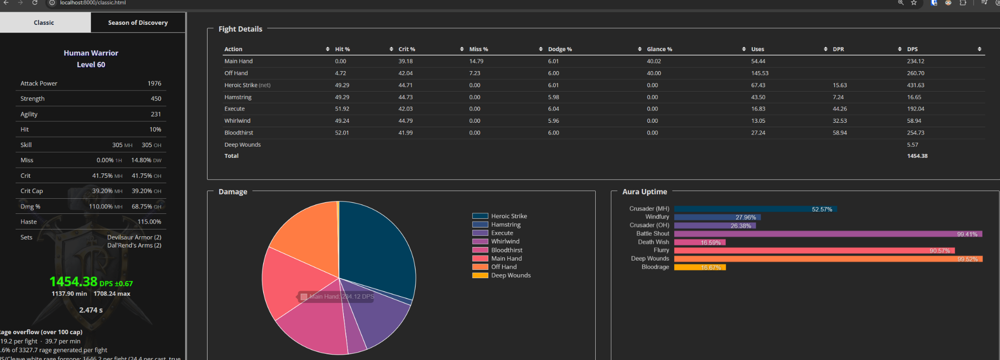 localhost:8000/classic.html
Classic
Season of Discovery
Human Warrior
Level 60
Attack Power 1976
Strength 450
Agility 231
Hit 10%
Skill 305 MH 305 OH
Miss 0.00% 1H 14.80% DW
Crit 41.75% MH 41.75% OH
Crit Cap 39.20% MH 39.20% OH
Dmg % 110.00% MH 68.75% OH
Haste 115.00%
Sets Devilsaur Armor (2)
Dal'Rend's Arms (2)
1454.38 DPS ±0.67
1137.90 min 1708.24 max
2.474 s
overflow (over 100 cap)
19.2 per fight · 39.7 per min
.6% of 3327.7 rage generated per fight
white rage forgone: 1646.2 per fight (24.4 per cast, true
Fight Details
Action Hit % Crit % Miss % Dodge % Glance % Uses DPR DPS
Main Hand 0.00 39.18 14.79 6.01 40.02 54.44 234.12
Off Hand 4.72 42.04 7.23 6.00 40.00 145.53 260.70
Heroic Strike (net) 49.29 44.71 0.00 6.01 0.00 67.43 15.63 431.63
Hamstring 49.29 44.73 0.00 5.98 0.00 43.50 7.24 16.65
Execute 51.92 42.03 0.00 6.04 0.00 16.83 44.26 192.04
Whirlwind 49.24 44.79 0.00 5.96 0.00 13.05 32.53 58.94
Bloodthirst 52.01 41.99 0.00 6.00 0.00 27.24 58.94 254.73
Deep Wounds 5.57
Total 1454.38
Damage
Main Hand: 234.12 DPS
Heroic Strike
Hamstring
Execute
Whirlwind
Bloodthirst
Main Hand
Off Hand
Deep Wounds
Aura Uptime
Crusader (MH) 52.57%
Windfury 27.96%
Crusader (OH) 26.38%
Battle Shout 99.41%
Death Wish 16.59%
Flurry 90.57%
Deep Wounds 99.52%
Bloodrage 16.67%